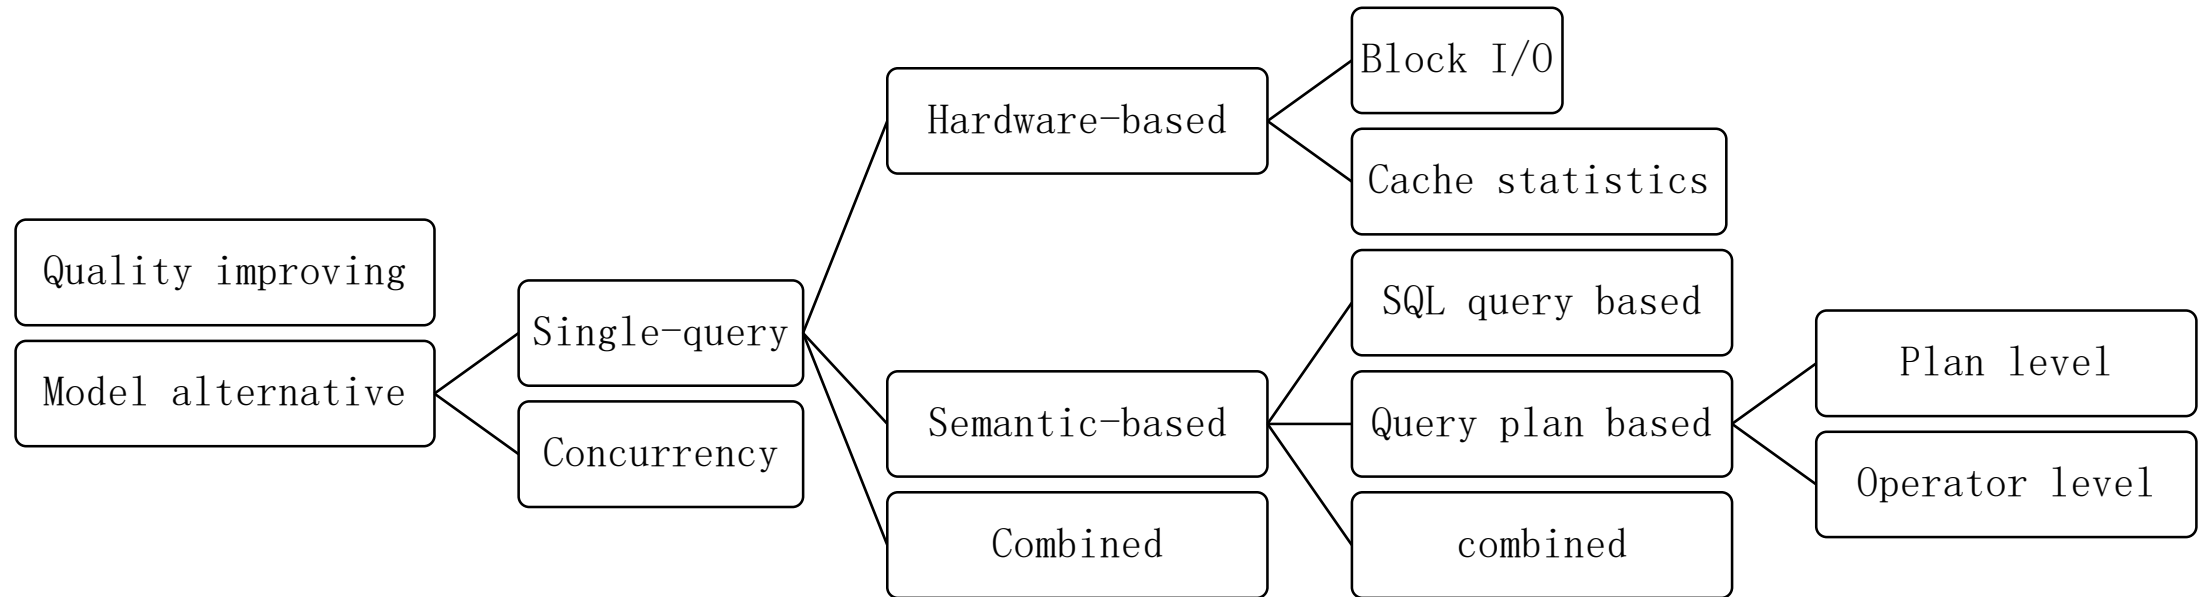 Quality improving
Model alternative
Single-query
Concurrency
Hardware-based
Semantic-based
Combined
Block I/O
Cache statistics
SQL query based
Query plan based
combined
Plan level
Operator level